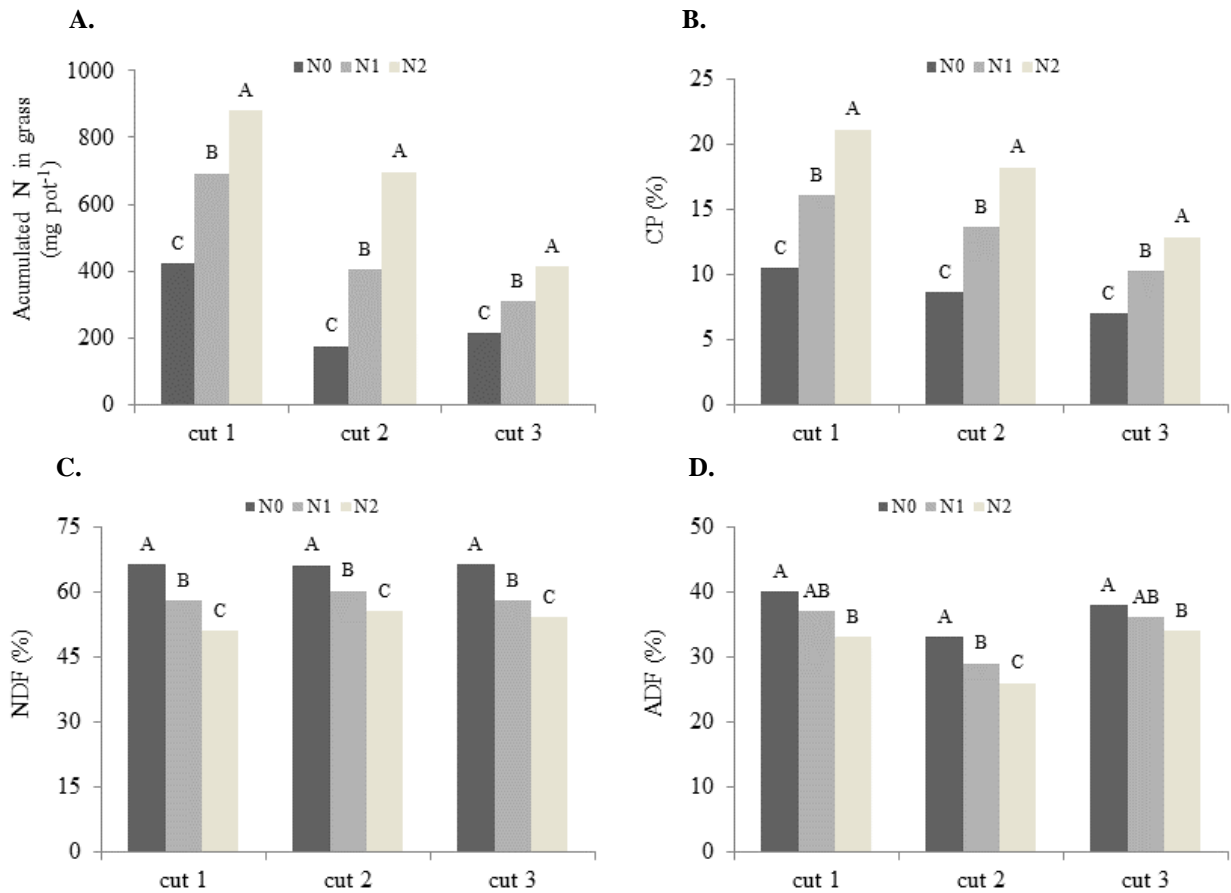 A.
N0 N1 N2
Acumulated N in grass
(mg pot-1)
1000
800
600
400
200
0
C B A
C B A
C B A
cut 1 cut 2 cut 3
B.
N0 N1 N2
CP (%)
25
20
15
10
5
0
C B A
C B A
C B A
cut 1 cut 2 cut 3
C.
N0 N1 N2
NDF (%)
75
60
45
30
15
0
A B C
A B C
A B C
cut 1 cut 2 cut 3
D.
N0 N1 N2
ADF (%)
50
40
30
20
10
0
A AB B
A B C
A AB B
cut 1 cut 2 cut 3